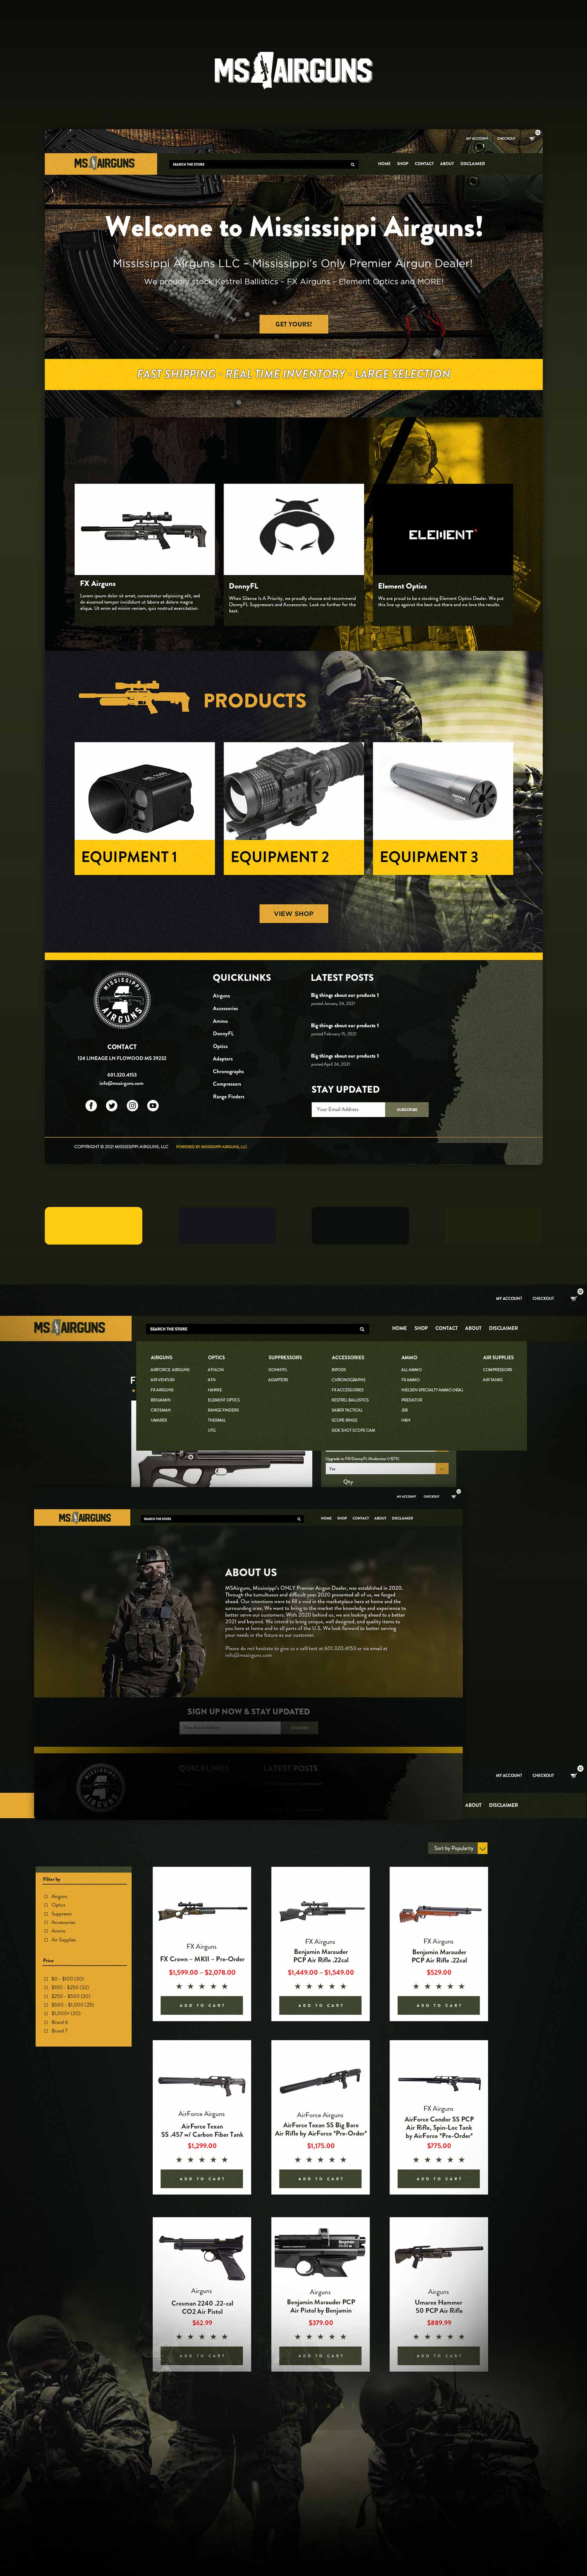 MS AIRGUNS
MY ACCOUNT CHECKOUT
MS AIRGUNS
SEARCH THE STORE
HOME SHOP CONTACT ABOUT DISCLAIMER
Welcome to Mississippi Airguns!
Mississippi Airguns LLC – Mississippi's Only Premier Airgun Dealer!
We proudly stock Kestrel Ballistics – FX Airguns – Element Optics and MORE!
GET YOURS!
FAST SHIPPING - REAL TIME INVENTORY - LARGE SELECTION
FX Airguns
Lorem ipsum dolor sit amet, consectetur adipisicing elit, sed
do eiusmod tempor incididunt ut labore et dolore magna
aliqua. Ut enim ad minim veniam, quis nostrud exercitation
DonnyFL
When Silence Is A Priority, we proudly choose and recommend
DonnyFL Suppressors and Accessories. Look no further for the
best.
ELEMENT
Element Optics
We are proud to be a stocking Element Optics Dealer. We put
this line up against the best out there and we love the results.
PRODUCTS
EQUIPMENT 1
EQUIPMENT 2
EQUIPMENT 3
VIEW SHOP
MISSISSIPPI
AIRGUNS
CONTACT
124 LINEAGE LN FLOWOOD MS 39232
601.320.4153
info@msairguns.com
QUICKLINKS
Airguns
Accessories
Ammo
DonnyFL
Optics
Adapters
Chronographs
Compressors
Range Finders
LATEST POSTS
Big things about our products 1
posted January 24, 2021
Big things about our products 1
posted February 15, 2021
Big things about our products 1
posted April 26, 2021
STAY UPDATED
Your Email Address
SUBSCRIBE
COPYRIGHT © 2021 MISSISSIPPI AIRGUNS, LLC
POWERED BY MISSISSIPPI AIRGUNS, LLC
MY ACCOUNT CHECKOUT
MS AIRGUNS
SEARCH THE STORE
HOME SHOP CONTACT ABOUT DISCLAIMER
AIRGUNS
AIRFORCE AIRGUNS
AIR VENTURI
FX AIRGUNS
BENJAMIN
CROSMAN
UMAREX
OPTICS
ATHLON
ATN
HAWKE
ELEMENT OPTICS
RANGE FINDERS
THERMAL
UTG
SUPPRESSORS
DONNYFL
ADAPTERS
ACCESSORIES
BIPODS
CHRONOGRAPHS
FX ACCESSORIES
KESTREL BALLISTICS
SABER TACTICAL
SCOPE RINGS
SIDE SHOT SCOPE CAM
AMMO
ALL AMMO
FX AMMO
NIELSEN SPECIALTY AMMO (NSA)
PREDATOR
JSB
H&N
AIR SUPPLIES
COMPRESSORS
AIR TANKS
Upgrade to FX/DonnyFL Moderator (+$75)
Yes
Qty
MY ACCOUNT CHECKOUT
MS AIRGUNS
SEARCH THE STORE
HOME SHOP CONTACT ABOUT DISCLAIMER
ABOUT US
MSAirguns, Mississippi's ONLY Premier Airgun Dealer, was established in 2020.
Through the tumultuous and difficult year 2020 presented all of us, we forged
ahead. Our intentions were to fill a void in the marketplace here at home and the
surrounding area. We want to bring to the market the knowledge and experience to
better serve our customers. With 2020 behind us, we are looking ahead to a better
2021 and beyond. We intend to bring unique, well designed, and quality items to
you here at home and to all parts of the U.S. We look forward to better serving
your needs in the future as our customer.
Please do not hesitate to give us a call/text at 601.320.4153 or via email at
info@msairguns.com
SIGN UP NOW & STAY UPDATED
Your Email Address
SUBSCRIBE
MISSISSIPPI
AIRGUNS
QUICKLINKS
LATEST POSTS
MY ACCOUNT CHECKOUT
ABOUT DISCLAIMER
Sort by Popularity
Filter by
Airguns
Optics
Suppresor
Accessories
Ammo
Air Supplies
Price
$0 - $100 (30)
$100 - $250 (32)
$250 - $500 (20)
$500 - $1,000 (25)
$1,000+ (30)
Brand 6
Brand 7
FX Airguns
FX Crown – MKII – Pre-Order
$1,599.00 – $2,078.00
ADD TO CART
FX Airguns
Benjamin Marauder
PCP Air Rifle .22cal
$1,449.00 – $1,549.00
ADD TO CART
FX Airguns
Benjamin Marauder
PCP Air Rifle .22cal
$529.00
ADD TO CART
AirForce Airguns
AirForce Texan
SS .457 w/ Carbon Fiber Tank
$1,299.00
ADD TO CART
AirForce Airguns
AirForce Texan SS Big Bore
Air Rifle by AirForce *Pre-Order*
$1,175.00
ADD TO CART
FX Airguns
AirForce Condor SS PCP
Air Rifle, Spin-Loc Tank
by AirForce *Pre-Order*
$775.00
ADD TO CART
Airguns
Crosman 2240 .22-cal
CO2 Air Pistol
$62.99
ADD TO CART
Airguns
Benjamin Marauder PCP
Air Pistol by Benjamin
$379.00
ADD TO CART
Airguns
Umarex Hammer
50 PCP Air Rifle
$889.99
ADD TO CART